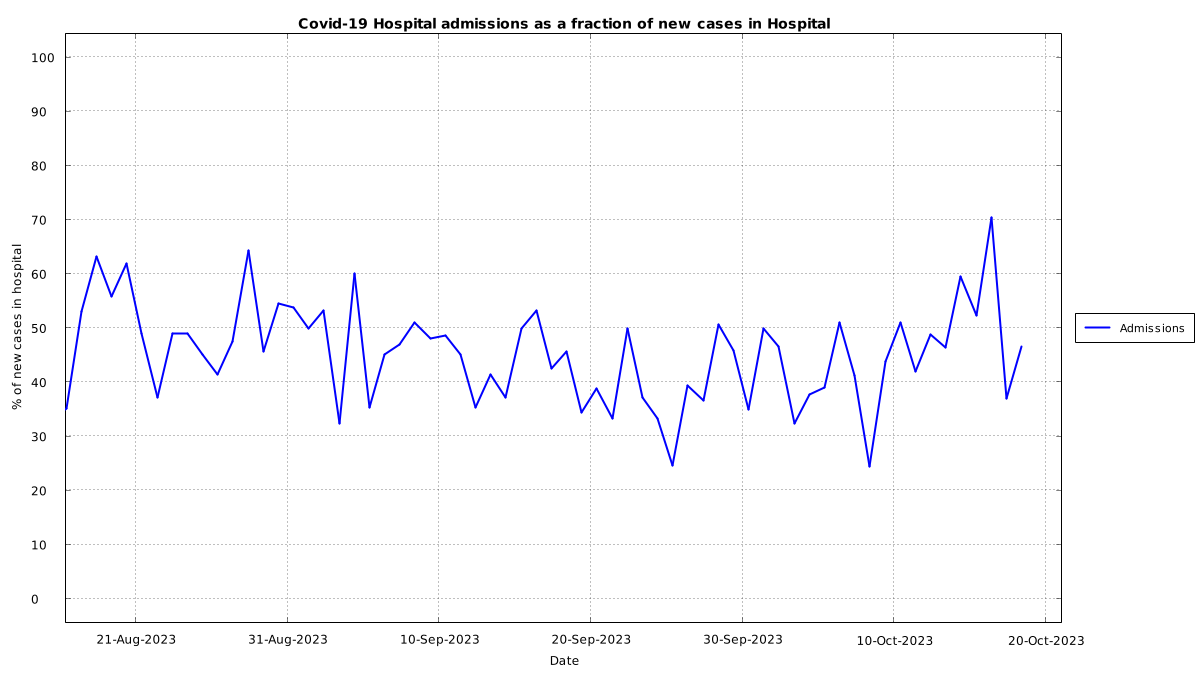 Covid-19 Hospital admissions as a fraction of new cases in Hospital
100
90
80
70
60
50
40
30
20
10
0
% of new cases in hospital
21-Aug-2023
31-Aug-2023
10-Sep-2023
20-Sep-2023
30-Sep-2023
10-Oct-2023
20-Oct-2023
Date
Admissions